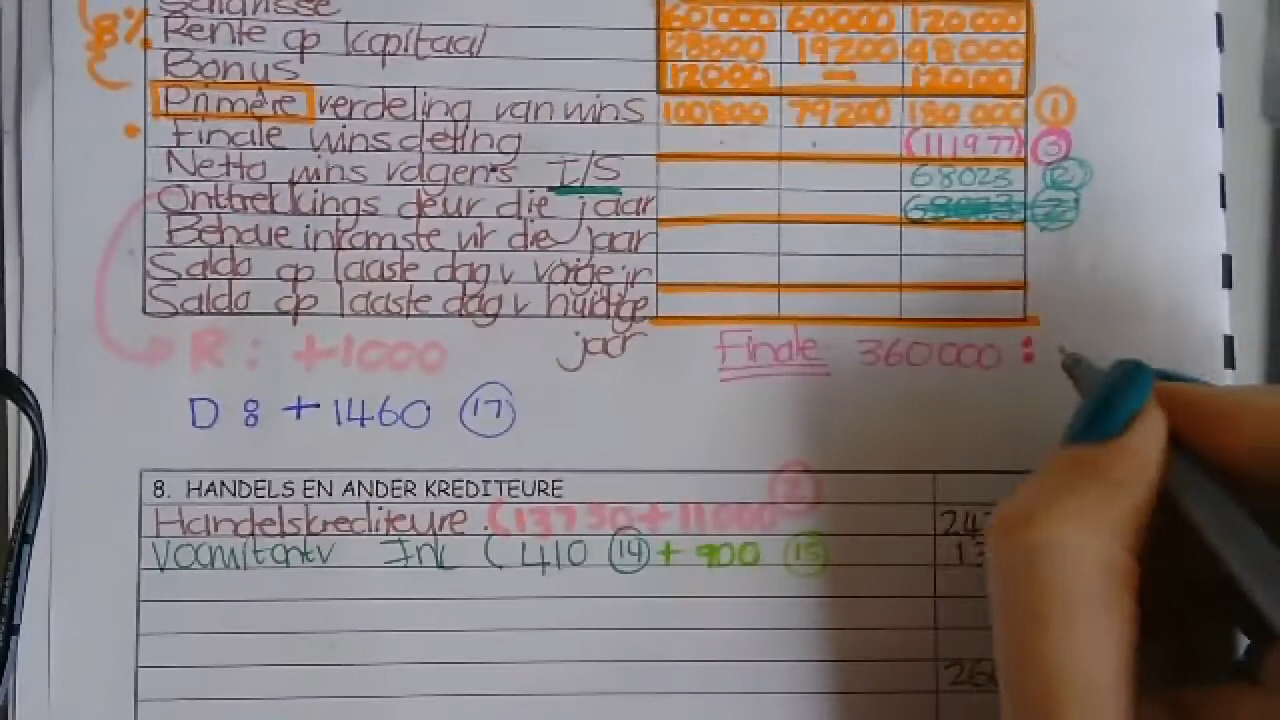 Salarisse 60000 60000 120000
8% Rente op kapitaal 28800 19200 48000
Bonus 12000 — 12000
Primêre verdeling van wins 100800 79200 180 000 ①
• Finale winsdeling (111977) ③
Netto wins volgens I/S 68023 ②
Onttrekkings deur die jaar
Behoue inkomste vir die jaar
Saldo op laaste dag v vorige jr
Saldo op laaste dag v huidige
jaar
R: +1000
Finale 360000 :
D 8 + 1460 ⑰
8. HANDELS EN ANDER KREDITEURE
Handelskrediteure (13750 + 11000 ②
Vooruitontv Ink (410 ⑭ + 900 ⑮